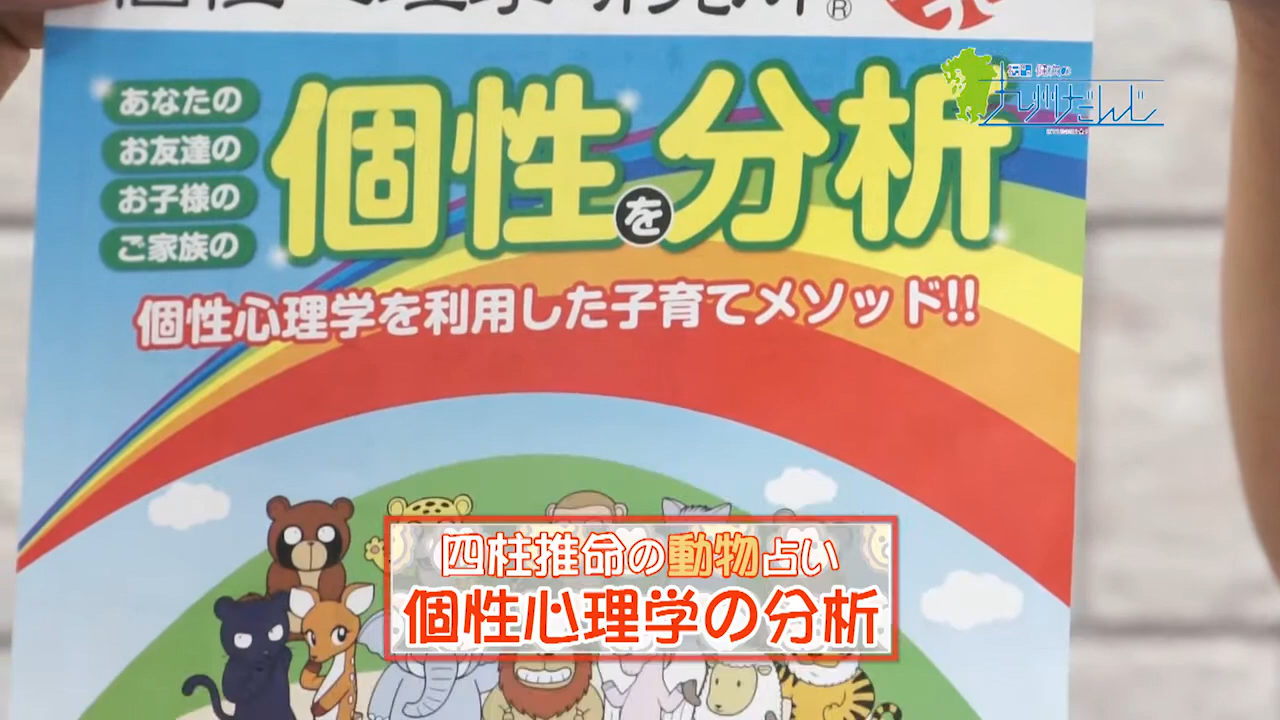 ®
あなたの
お友達の
お子様の
ご家族の
個性を分析
個性心理学を利用した子育てメソッド!!
九州だんじ
四柱推命の動物占い
個性心理学の分析